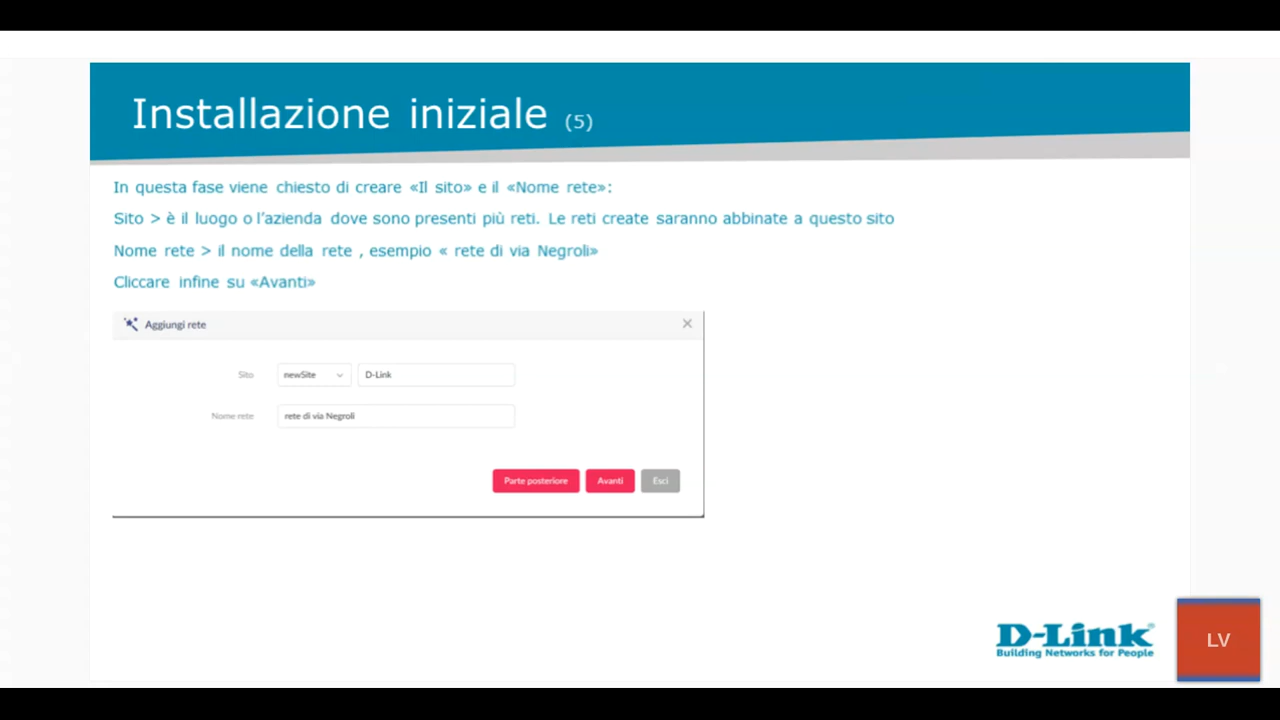 Installazione iniziale (5)
In questa fase viene chiesto di creare «Il sito» e il «Nome rete»:
Sito > è il luogo o l'azienda dove sono presenti più reti. Le reti create saranno abbinate a questo sito
Nome rete > il nome della rete , esempio « rete di via Negroli»
Cliccare infine su «Avanti»
Aggiungi rete
Sito newSite D-Link
Nome rete rete di via Negroli
Parte posteriore Avanti Esci
D-Link
Building Networks for People
LV